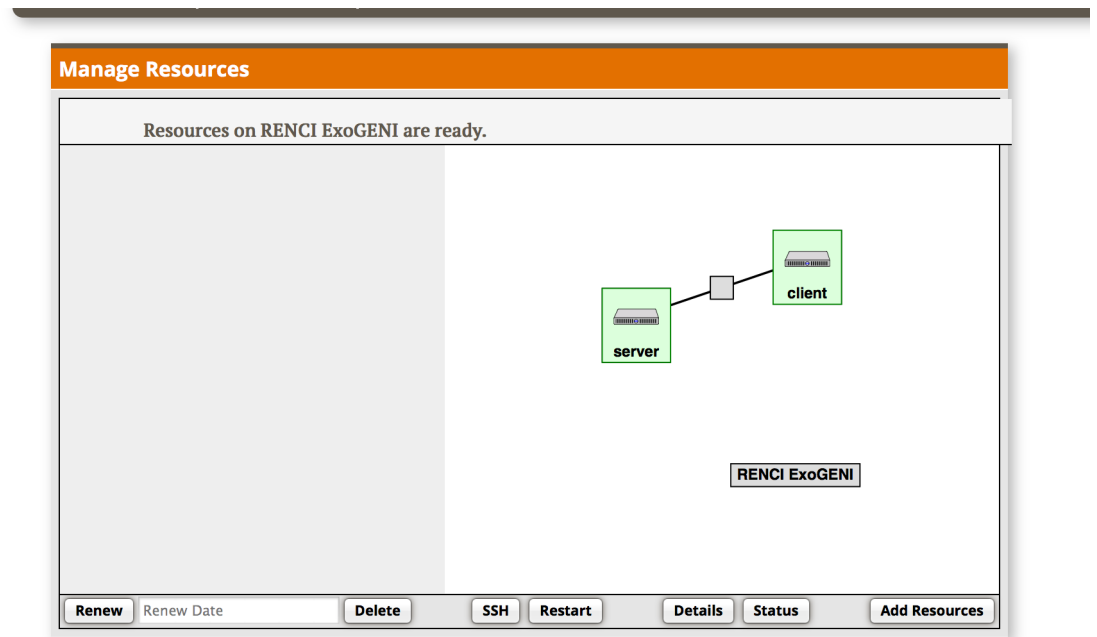 Manage Resources
Resources on RENCI ExoGENI are ready.
client
server
RENCI ExoGENI
Renew Renew Date Delete SSH Restart Details Status Add Resources